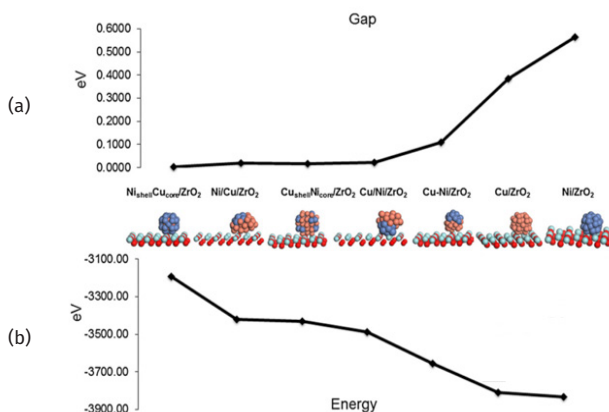 Gap
(a)
eV
0.6000
0.5000
0.4000
0.3000
0.2000
0.1000
0.0000
NishellCucore/ZrO2 Ni/Cu/ZrO2 CushellNicore/ZrO2 Cu/Ni/ZrO2 Cu-Ni/ZrO2 Cu/ZrO2 Ni/ZrO2
(b)
eV
-3100.00
-3300.00
-3500.00
-3700.00
-3900.00
Energy